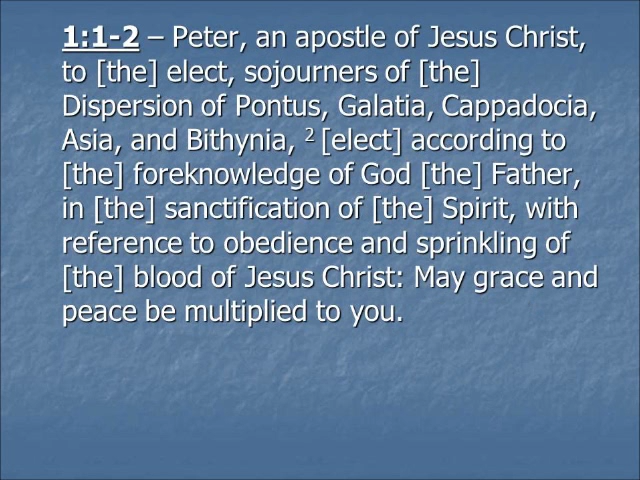 1:1-2 – Peter, an apostle of Jesus Christ,
to [the] elect, sojourners of [the]
Dispersion of Pontus, Galatia, Cappadocia,
Asia, and Bithynia, ² [elect] according to
[the] foreknowledge of God [the] Father,
in [the] sanctification of [the] Spirit, with
reference to obedience and sprinkling of
[the] blood of Jesus Christ: May grace and
peace be multiplied to you.